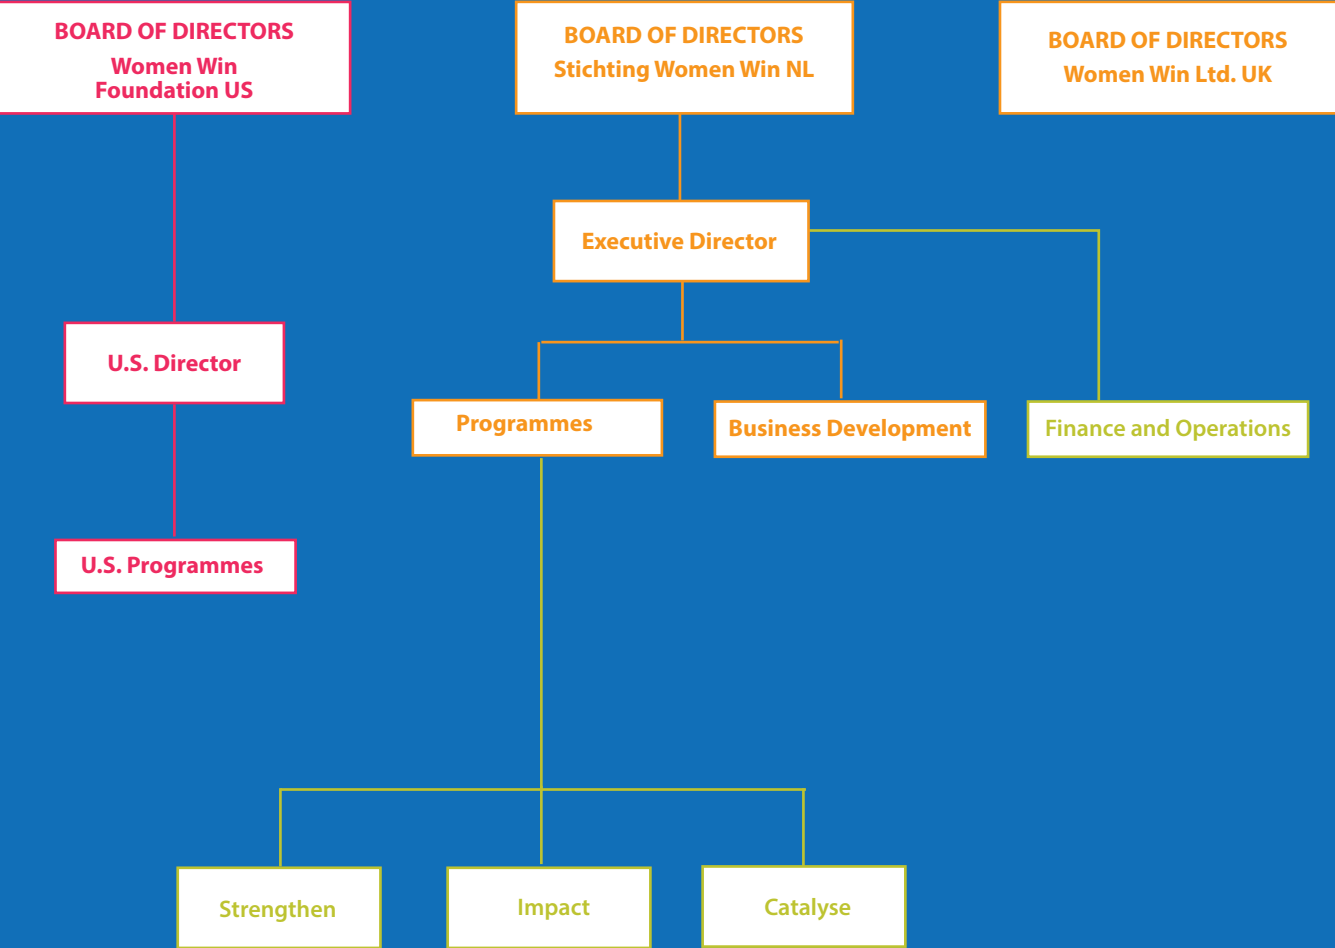 BOARD OF DIRECTORS
Women Win
Foundation US
BOARD OF DIRECTORS
Stichting Women Win NL
BOARD OF DIRECTORS
Women Win Ltd. UK
Executive Director
U.S. Director
Programmes
Business Development
Finance and Operations
U.S. Programmes
Strengthen
Impact
Catalyse